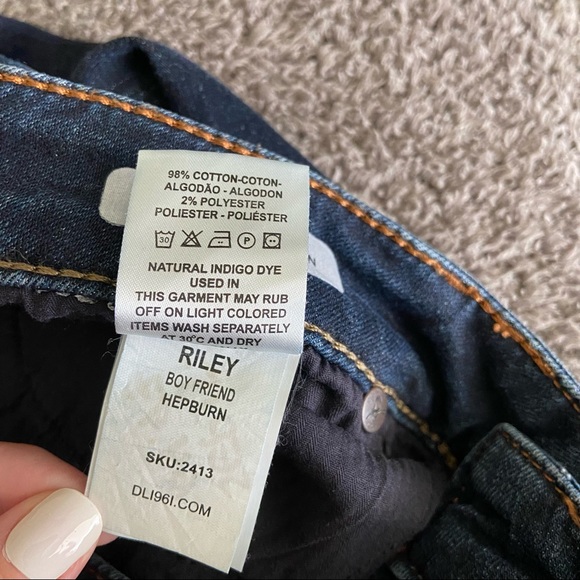 98% COTTON-COTON-
ALGODÃO - ALGODON
2% POLYESTER
POLIESTER - POLIÉSTER
30 P
NATURAL INDIGO DYE
USED IN
THIS GARMENT MAY RUB
OFF ON LIGHT COLORED
ITEMS WASH SEPARATELY
AT 30°C AND DRY
RILEY
BOY FRIEND
HEPBURN
SKU:2413
DL1961.COM
N